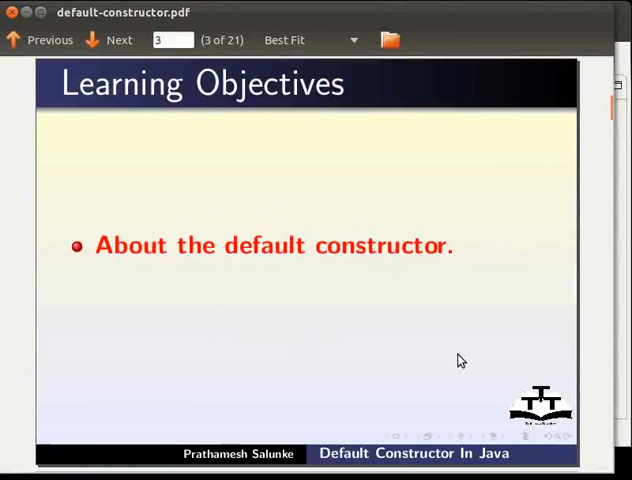 default-constructor.pdf
Previous Next 3 (3 of 21) Best Fit
Learning Objectives
About the default constructor.
TTT
Prathamesh Salunke Default Constructor In Java